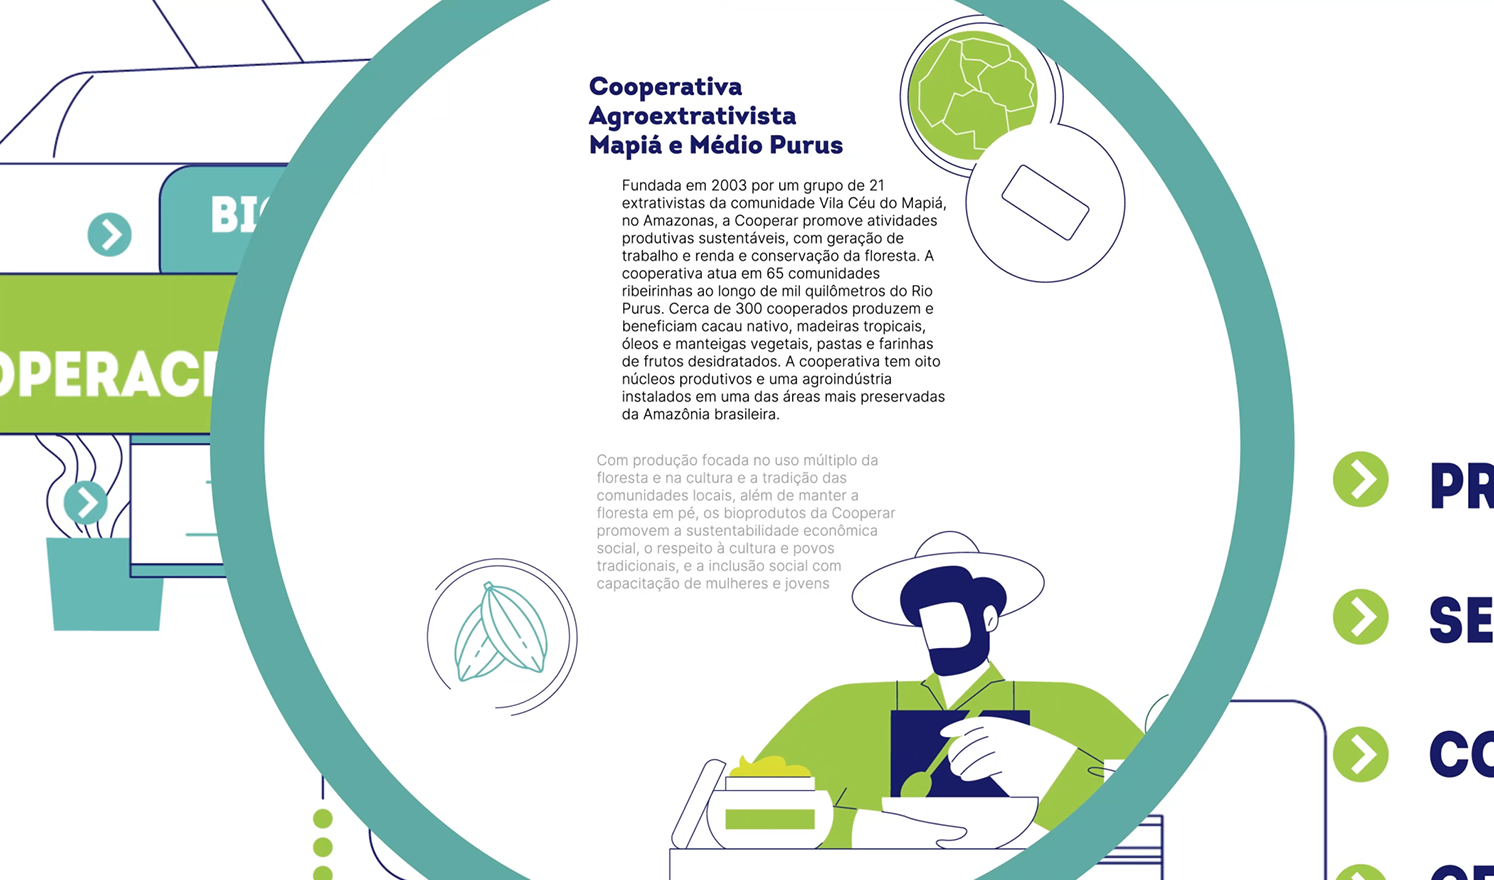 Cooperativa
Agroextrativista
Mapiá e Médio Purus
Fundada em 2003 por um grupo de 21
extrativistas da comunidade Vila Céu do Mapiá,
no Amazonas, a Cooperar promove atividades
produtivas sustentáveis, com geração de
trabalho e renda e conservação da floresta. A
cooperativa atua em 65 comunidades
ribeirinhas ao longo de mil quilômetros do Rio
Purus. Cerca de 300 cooperados produzem e
beneficiam cacau nativo, madeiras tropicais,
óleos e manteigas vegetais, pastas e farinhas
de frutos desidratados. A cooperativa tem oito
núcleos produtivos e uma agroindústria
instalados em uma das áreas mais preservadas
da Amazônia brasileira.
Com produção focada no uso múltiplo da
floresta e na cultura e a tradição das
comunidades locais, além de manter a
floresta em pé, os bioprodutos da Cooperar
promovem a sustentabilidade econômica
social, o respeito à cultura e povos
tradicionais, e a inclusão social com
capacitação de mulheres e jovens
BI
OPERAC
PR
SE
CO